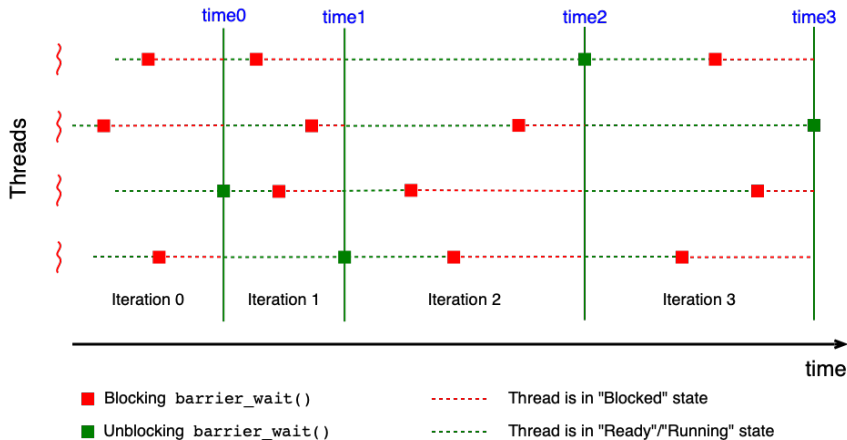 time0 time1 time2 time3
Threads
Iteration 0 Iteration 1 Iteration 2 Iteration 3
time
Blocking barrier_wait() Thread is in "Blocked" state
Unblocking barrier_wait() Thread is in "Ready"/"Running" state